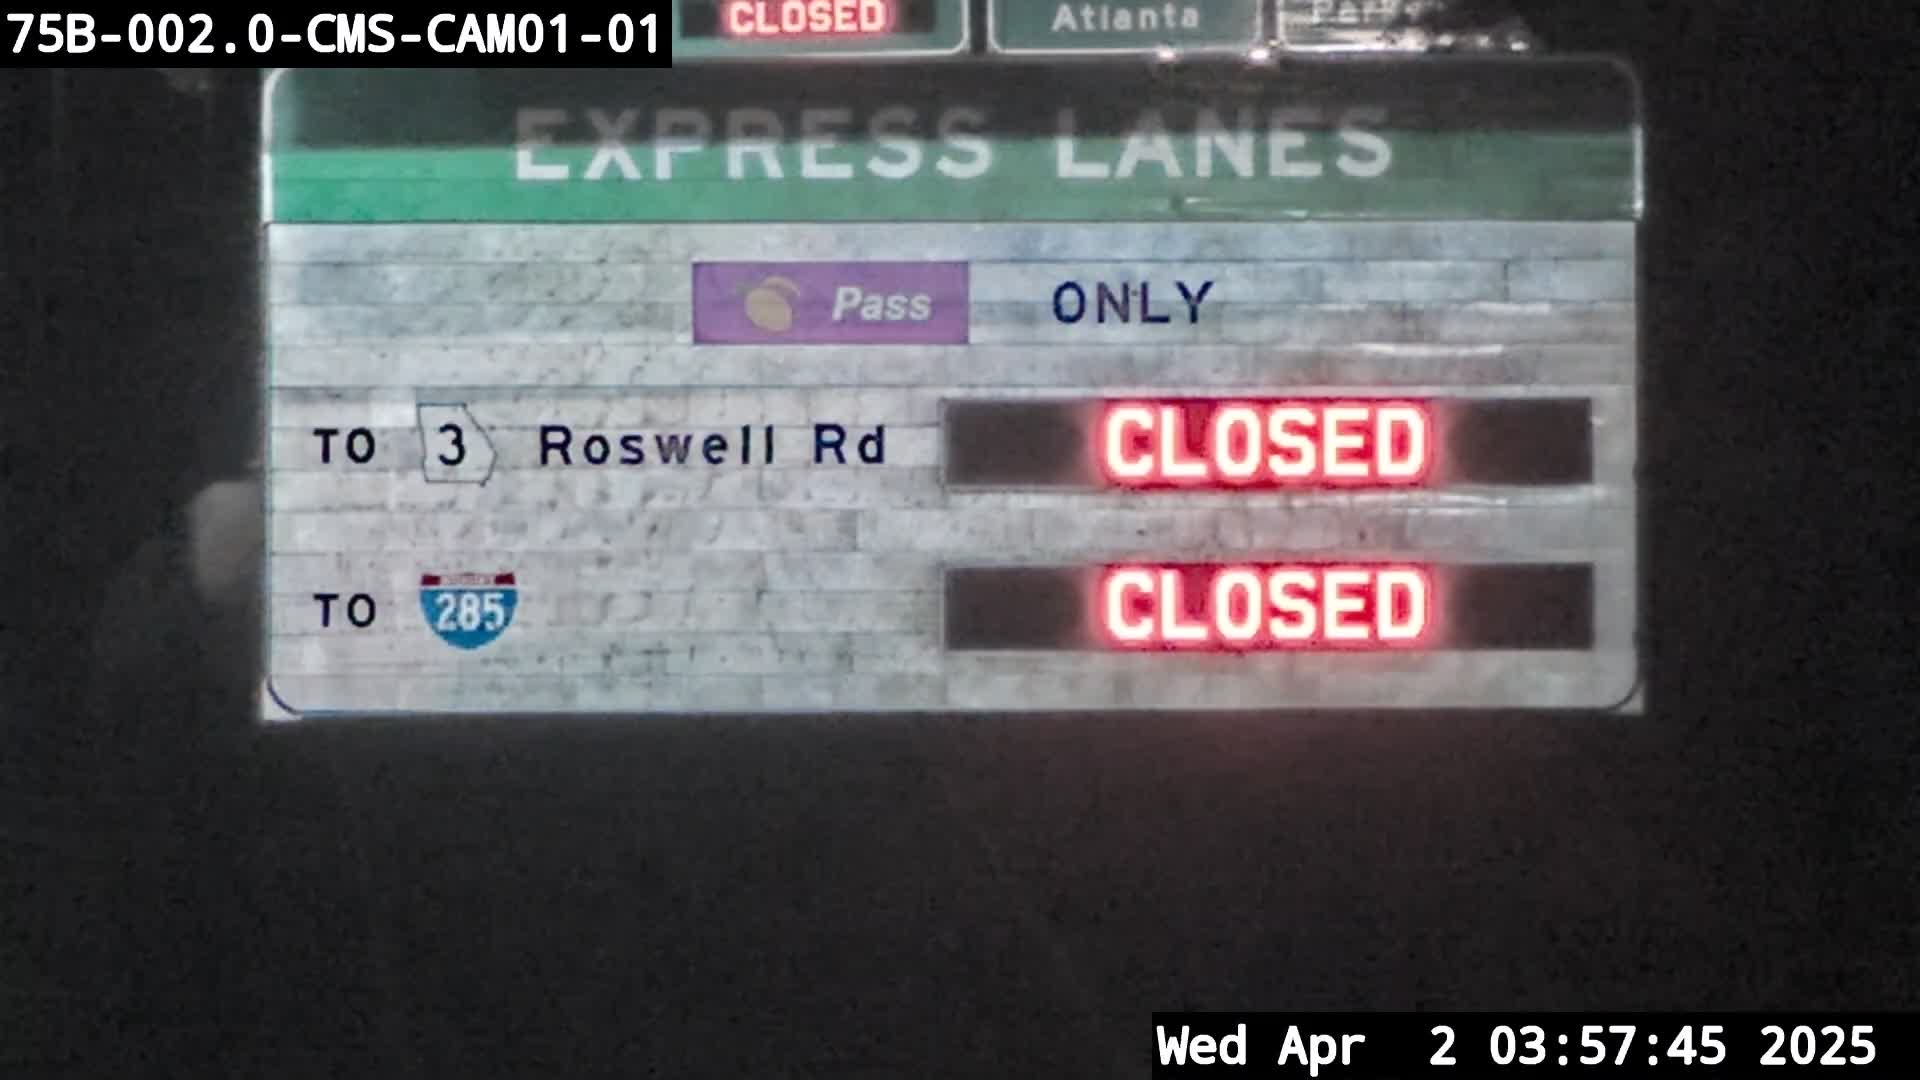 75B-002.0-CMS-CAM01-01
CLOSED
Atlanta
EXPRESS LANES
Pass ONLY
TO 3 Roswell Rd CLOSED
TO 285 CLOSED
Wed Apr 2 03:57:45 2025